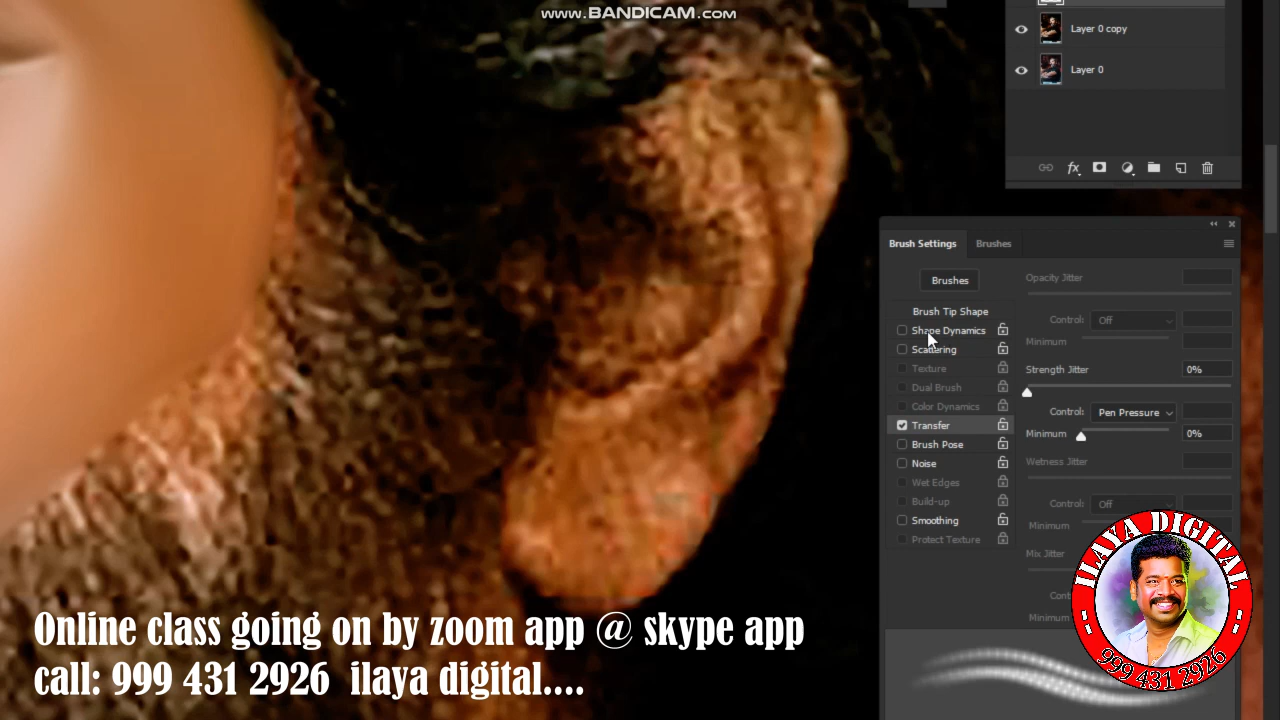 www.BANDICAM.com
Layer 0 copy
Layer 0
fx
Brush Settings
Brushes
Brushes
Brush Tip Shape
Shape Dynamics
Scattering
Texture
Dual Brush
Color Dynamics
Transfer
Brush Pose
Noise
Wet Edges
Build-up
Smoothing
Protect Texture
Opacity Jitter
Control: Off
Minimum
Strength Jitter 0%
Control: Pen Pressure
Minimum 0%
Wetness Jitter
Control: Off
Minimum
Mix Jitter
Minimum
ILAYA DIGITAL
999 431 2926
Online class going on by zoom app @ skype app
call: 999 431 2926 ilaya digital....